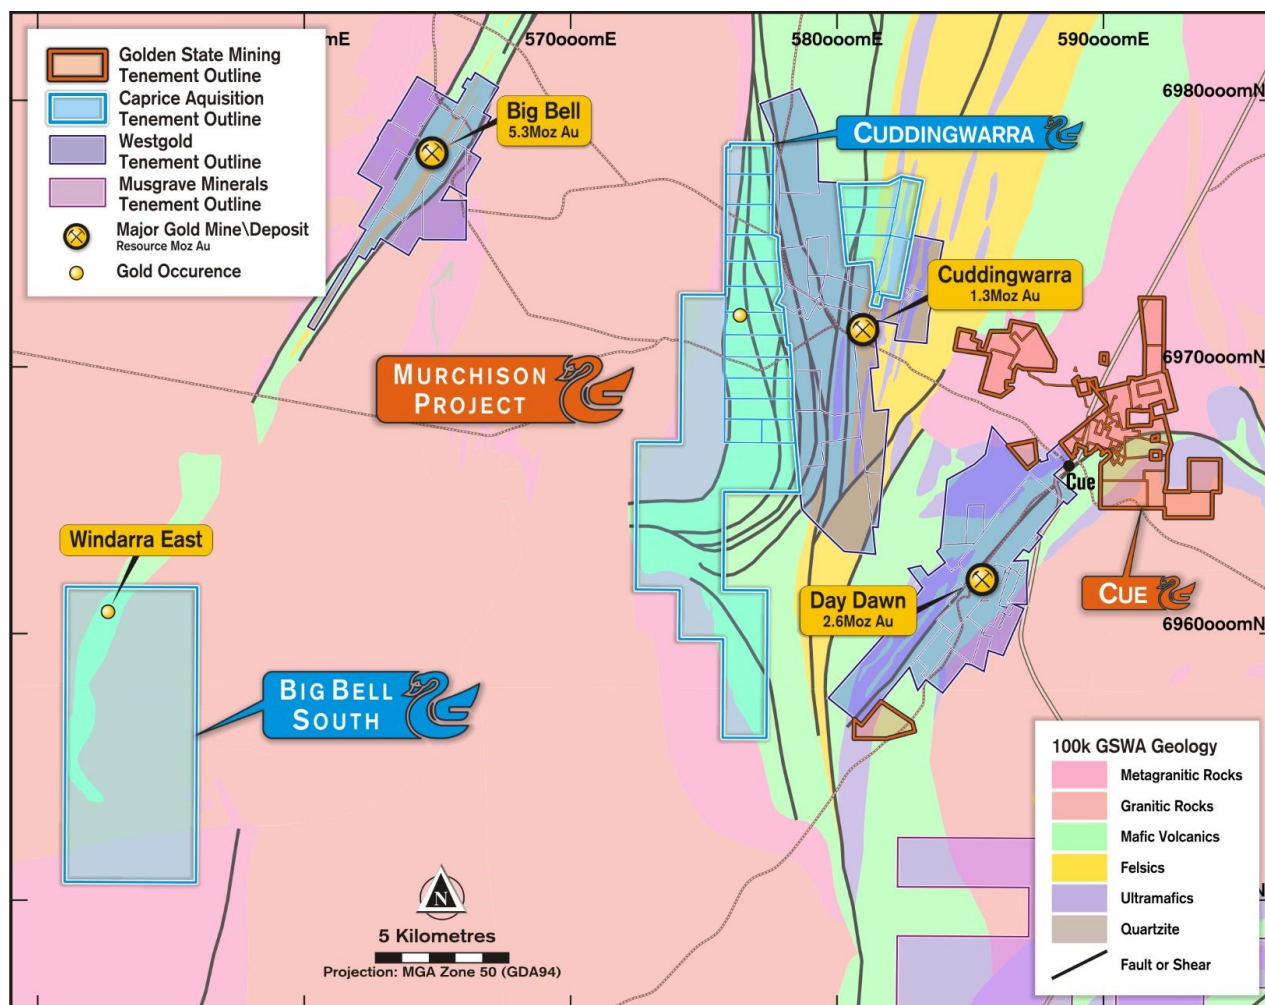 Golden State Mining
Tenement Outline
Caprice Aquisition
Tenement Outline
Westgold
Tenement Outline
Musgrave Minerals
Tenement Outline
Major Gold Mine\Deposit
Resource Moz Au
Gold Occurence
mE
570000mE
580000mE
590000mE
6980000mN
Big Bell
5.3Moz Au
CUDDINGWARRA
Cuddingwarra
1.3Moz Au
6970000mN
MURCHISON
PROJECT
Cue
Windarra East
Day Dawn
2.6Moz Au
CUE
6960000mN
BIG BELL
SOUTH
N
5 Kilometres
Projection: MGA Zone 50 (GDA94)
100k GSWA Geology
Metagranitic Rocks
Granitic Rocks
Mafic Volcanics
Felsics
Ultramafics
Quartzite
Fault or Shear